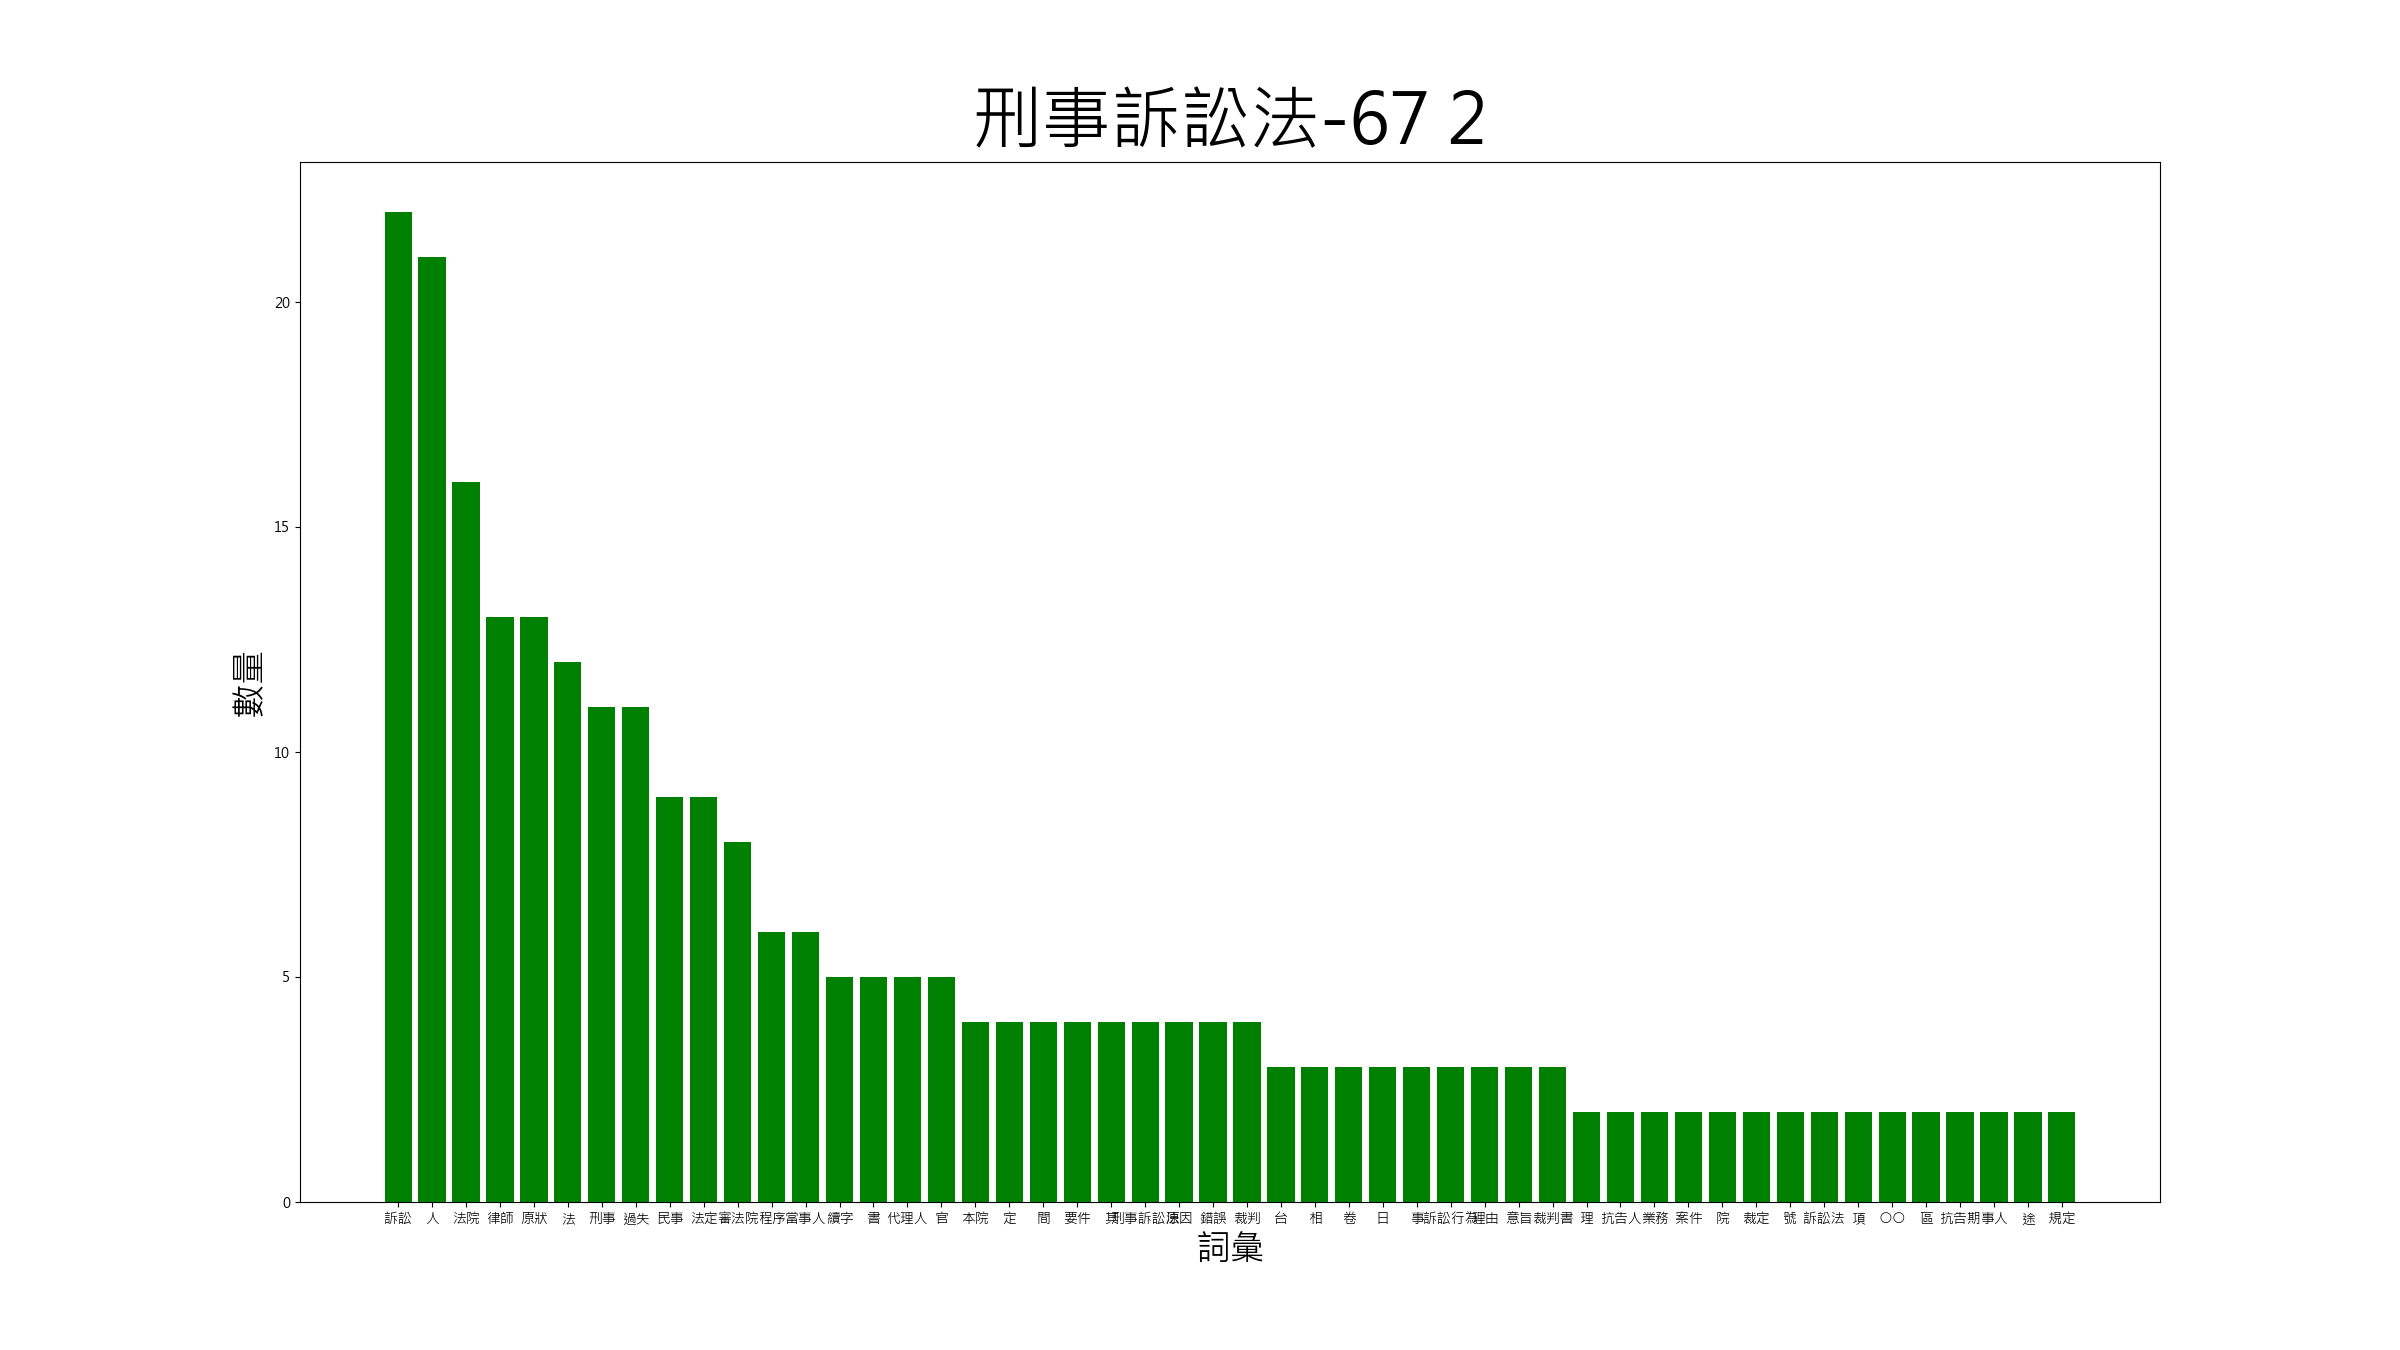 刑事訴訟法-67 2
數量
20
15
10
5
0
訴訟 人 法院 律師 原狀 法 刑事 過失 民事 法定 審法院 程序 當事人 續字 書 代理人 官 本院 定 間 要件 其 刑事訴訟法 原因 錯誤 裁判 台 相 卷 日 事 訴訟行為 理由 意旨 裁判書 理 抗告人 業務 案件 院 裁定 號 訴訟法 項 〇〇 區 抗告期 事人 途 規定
詞彙